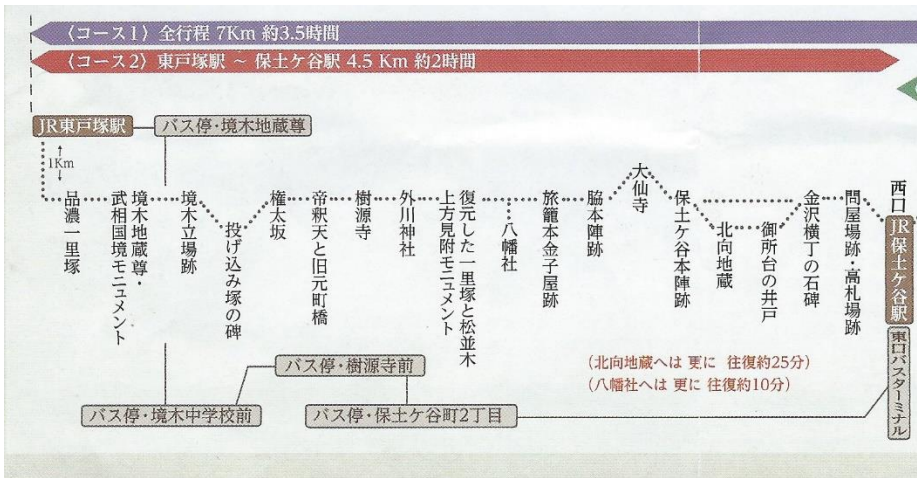 〈コース1〉 全行程 7Km 約3.5時間
〈コース2〉 東戸塚駅 ~ 保土ケ谷駅 4.5 Km 約2時間
JR東戸塚駅
バス停・境木地蔵尊
1Km
品濃一里塚
境木地蔵尊・
武相国境モニュメント
境木立場跡
投げ込み塚の碑
権太坂
帝釈天と旧元町橋
樹源寺
外川神社
復元した一里塚と松並木
上方見附モニュメント
八幡社
旅籠本金子屋跡
脇本陣跡
大仙寺
保土ケ谷本陣跡
北向地蔵
御所台の井戸
金沢横丁の石碑
問屋場跡・高札場跡
西口
JR保土ケ谷駅
東口バスターミナル
(北向地蔵へは 更に 往復約25分)
(八幡社へは 更に 往復約10分)
バス停・樹源寺前
バス停・境木中学校前
バス停・保土ケ谷町2丁目